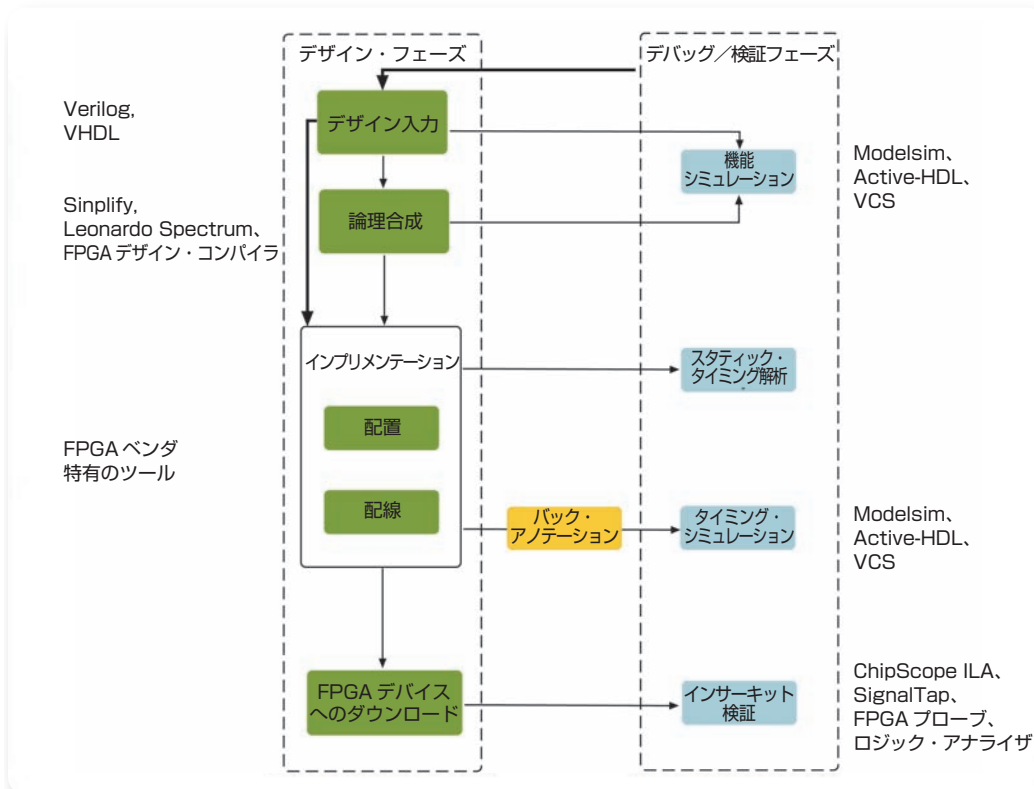 デザイン・フェーズ
デバッグ／検証フェーズ
Verilog,
VHDL
デザイン入力
機能
シミュレーション
Modelsim、
Active-HDL、
VCS
Sinplify,
Leonardo Spectrum、
FPGA デザイン・コンパイラ
論理合成
インプリメンテーション
スタティック・
タイミング解析
配置
FPGA ベンダ
特有のツール
配線
バック・
アノテーション
タイミング・
シミュレーション
Modelsim、
Active-HDL、
VCS
FPGA デバイス
へのダウンロード
インサーキット
検証
ChipScope ILA、
SignalTap、
FPGA プローブ、
ロジック・アナライザ